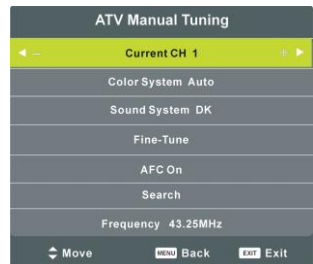 ATV Manual Tuning
Current CH 1
Color System Auto
Sound System DK
Fine-Tune
AFC On
Search
Frequency 43.25MHz
Move MENU Back EXIT Exit